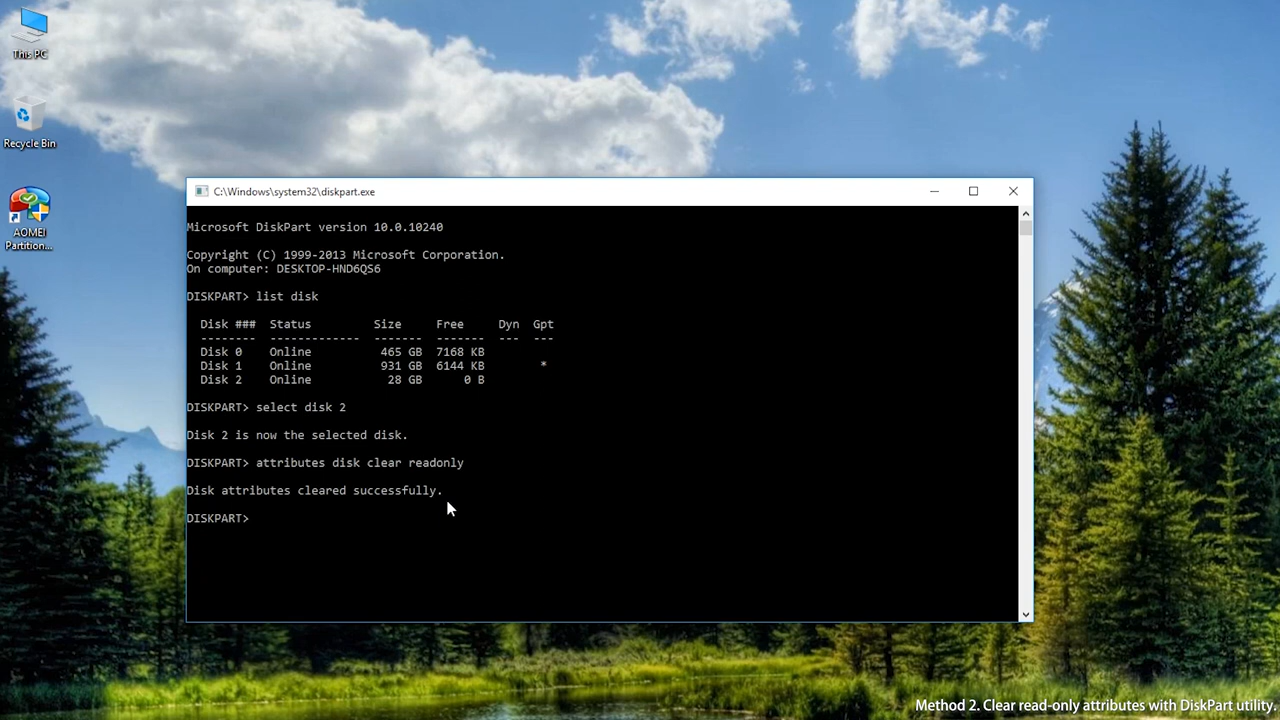 This PC
Recycle Bin
AOMEI
Partition...
C:\Windows\system32\diskpart.exe
Microsoft DiskPart version 10.0.10240
Copyright (C) 1999-2013 Microsoft Corporation.
On computer: DESKTOP-HND6QS6
DISKPART> list disk
Disk ###  Status         Size     Free     Dyn  Gpt
--------  -------------  -------  -------  ---  ---
Disk 0    Online          465 GB  7168 KB
Disk 1    Online          931 GB  6144 KB        *
Disk 2    Online           28 GB      0 B
DISKPART> select disk 2
Disk 2 is now the selected disk.
DISKPART> attributes disk clear readonly
Disk attributes cleared successfully.
DISKPART>
Method 2. Clear read-only attributes with DiskPart utility.